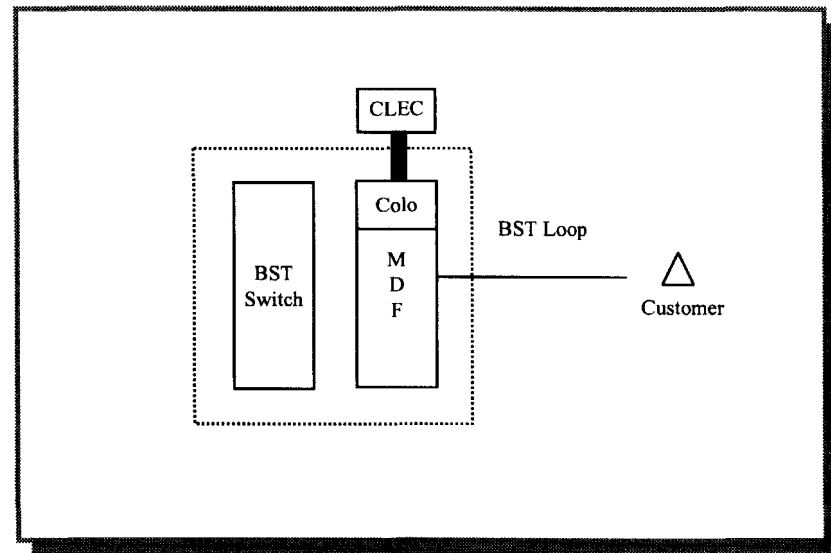 CLEC
Colo
BST Loop
M
D
F
BST
Switch
Customer